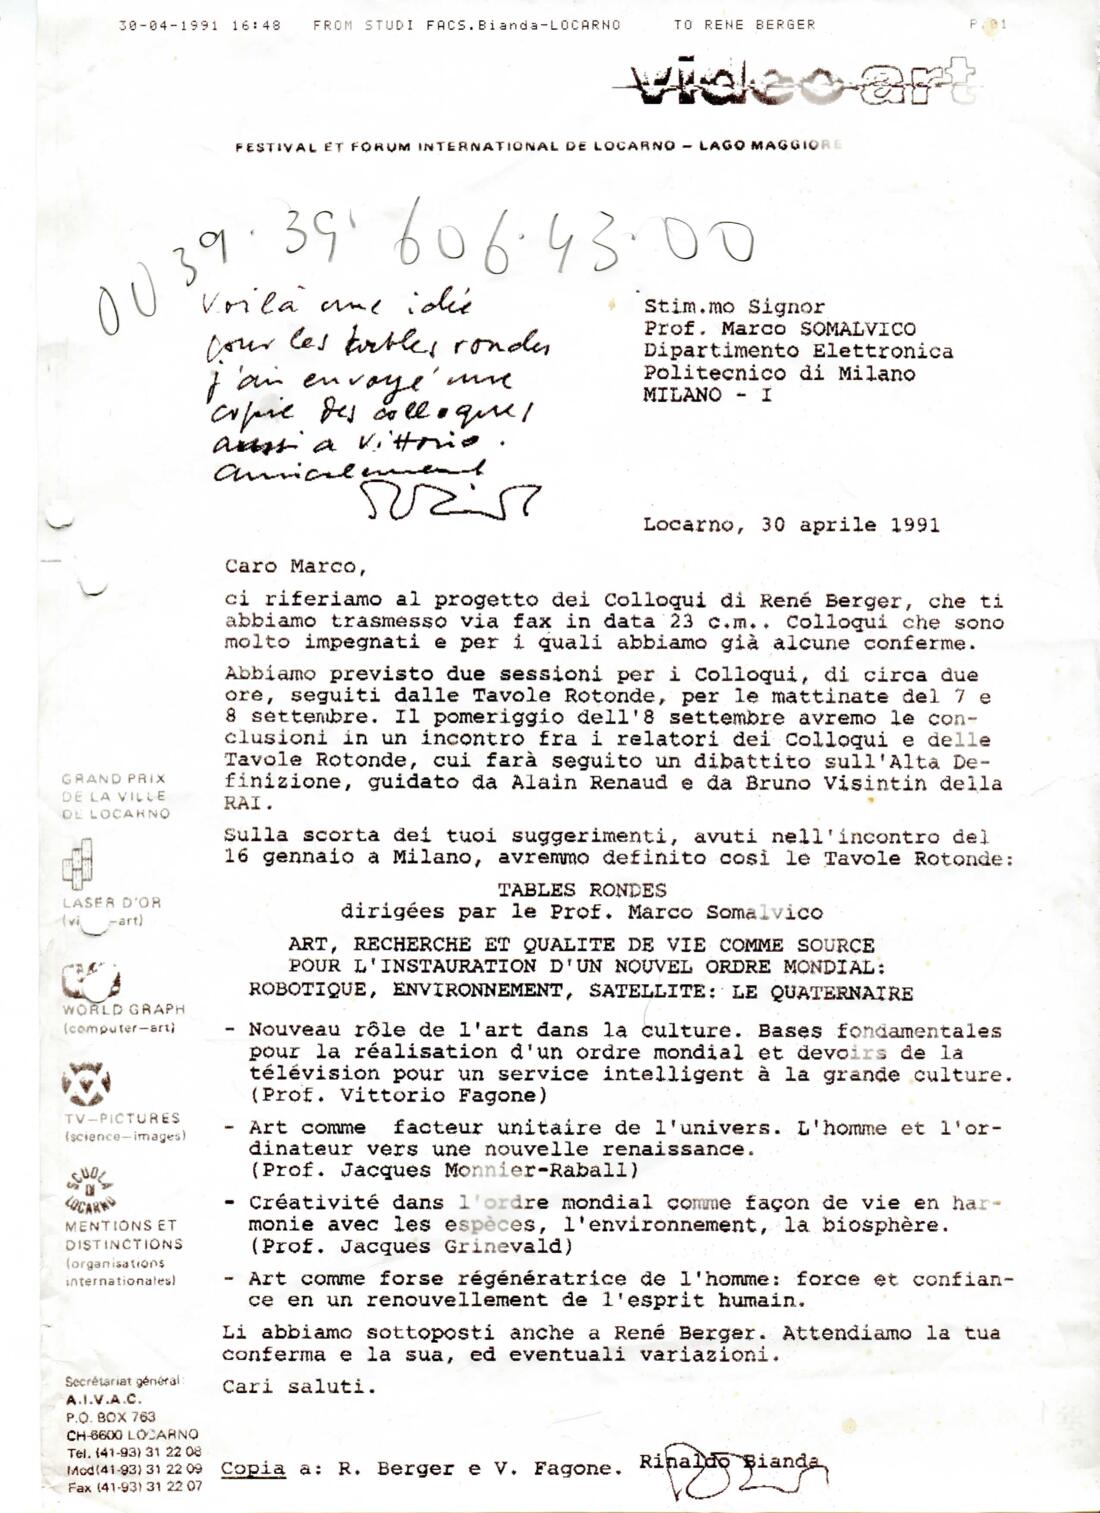 30-04-1991 16:48 FROM STUDI FACS.Bianda-LOCARNO TO RENE BERGER P.01
video art
FESTIVAL ET FORUM INTERNATIONAL DE LOCARNO – LAGO MAGGIORE
00 39·39·606·43·00
Voilà une idée
pour les tables rondes
j'ai envoyé une
copie des colloques
aussi a Vittorio.
amicalement
Stim.mo Signor
Prof. Marco SOMALVICO
Dipartimento Elettronica
Politecnico di Milano
MILANO - I
Locarno, 30 aprile 1991
Caro Marco,
ci riferiamo al progetto dei Colloqui di René Berger, che ti
abbiamo trasmesso via fax in data 23 c.m.. Colloqui che sono
molto impegnati e per i quali abbiamo già alcune conferme.
Abbiamo previsto due sessioni per i Colloqui, di circa due
ore, seguiti dalle Tavole Rotonde, per le mattinate del 7 e
8 settembre. Il pomeriggio dell'8 settembre avremo le con-
clusioni in un incontro fra i relatori dei Colloqui e delle
Tavole Rotonde, cui farà seguito un dibattito sull'Alta De-
finizione, guidato da Alain Renaud e da Bruno Visintin della
RAI.
Sulla scorta dei tuoi suggerimenti, avuti nell'incontro del
16 gennaio a Milano, avremmo definito così le Tavole Rotonde:
TABLES RONDES
dirigées par le Prof. Marco Somalvico
ART, RECHERCHE ET QUALITE DE VIE COMME SOURCE
POUR L'INSTAURATION D'UN NOUVEL ORDRE MONDIAL:
ROBOTIQUE, ENVIRONNEMENT, SATELLITE: LE QUATERNAIRE
- Nouveau rôle de l'art dans la culture. Bases fondamentales
pour la réalisation d'un ordre mondial et devoirs de la
télévision pour un service intelligent à la grande culture.
(Prof. Vittorio Fagone)
- Art comme facteur unitaire de l'univers. L'homme et l'or-
dinateur vers une nouvelle renaissance.
(Prof. Jacques Monnier-Raball)
- Créativité dans l'ordre mondial comme façon de vie en har-
monie avec les espèces, l'environnement, la biosphère.
(Prof. Jacques Grinevald)
- Art comme forse régénératrice de l'homme: force et confian-
ce en un renouvellement de l'esprit humain.
Li abbiamo sottoposti anche a René Berger. Attendiamo la tua
conferma e la sua, ed eventuali variazioni.
Cari saluti.
Rinaldo Bianda
Copia a: R. Berger e V. Fagone.
GRAND PRIX
DE LA VILLE
DE LOCARNO
LASER D'OR
(vi -art)
WORLD GRAPH
(computer-art)
TV-PICTURES
(science-images)
SCUOLA
DI
LOCARNO
MENTIONS ET
DISTINCTIONS
(organisations
internationales)
Secrétariat général:
A.I.V.A.C.
P.O. BOX 763
CH-6600 LOCARNO
Tel. (41-93) 31 22 08
Mod (41-93) 31 22 09
Fax (41-93) 31 22 07